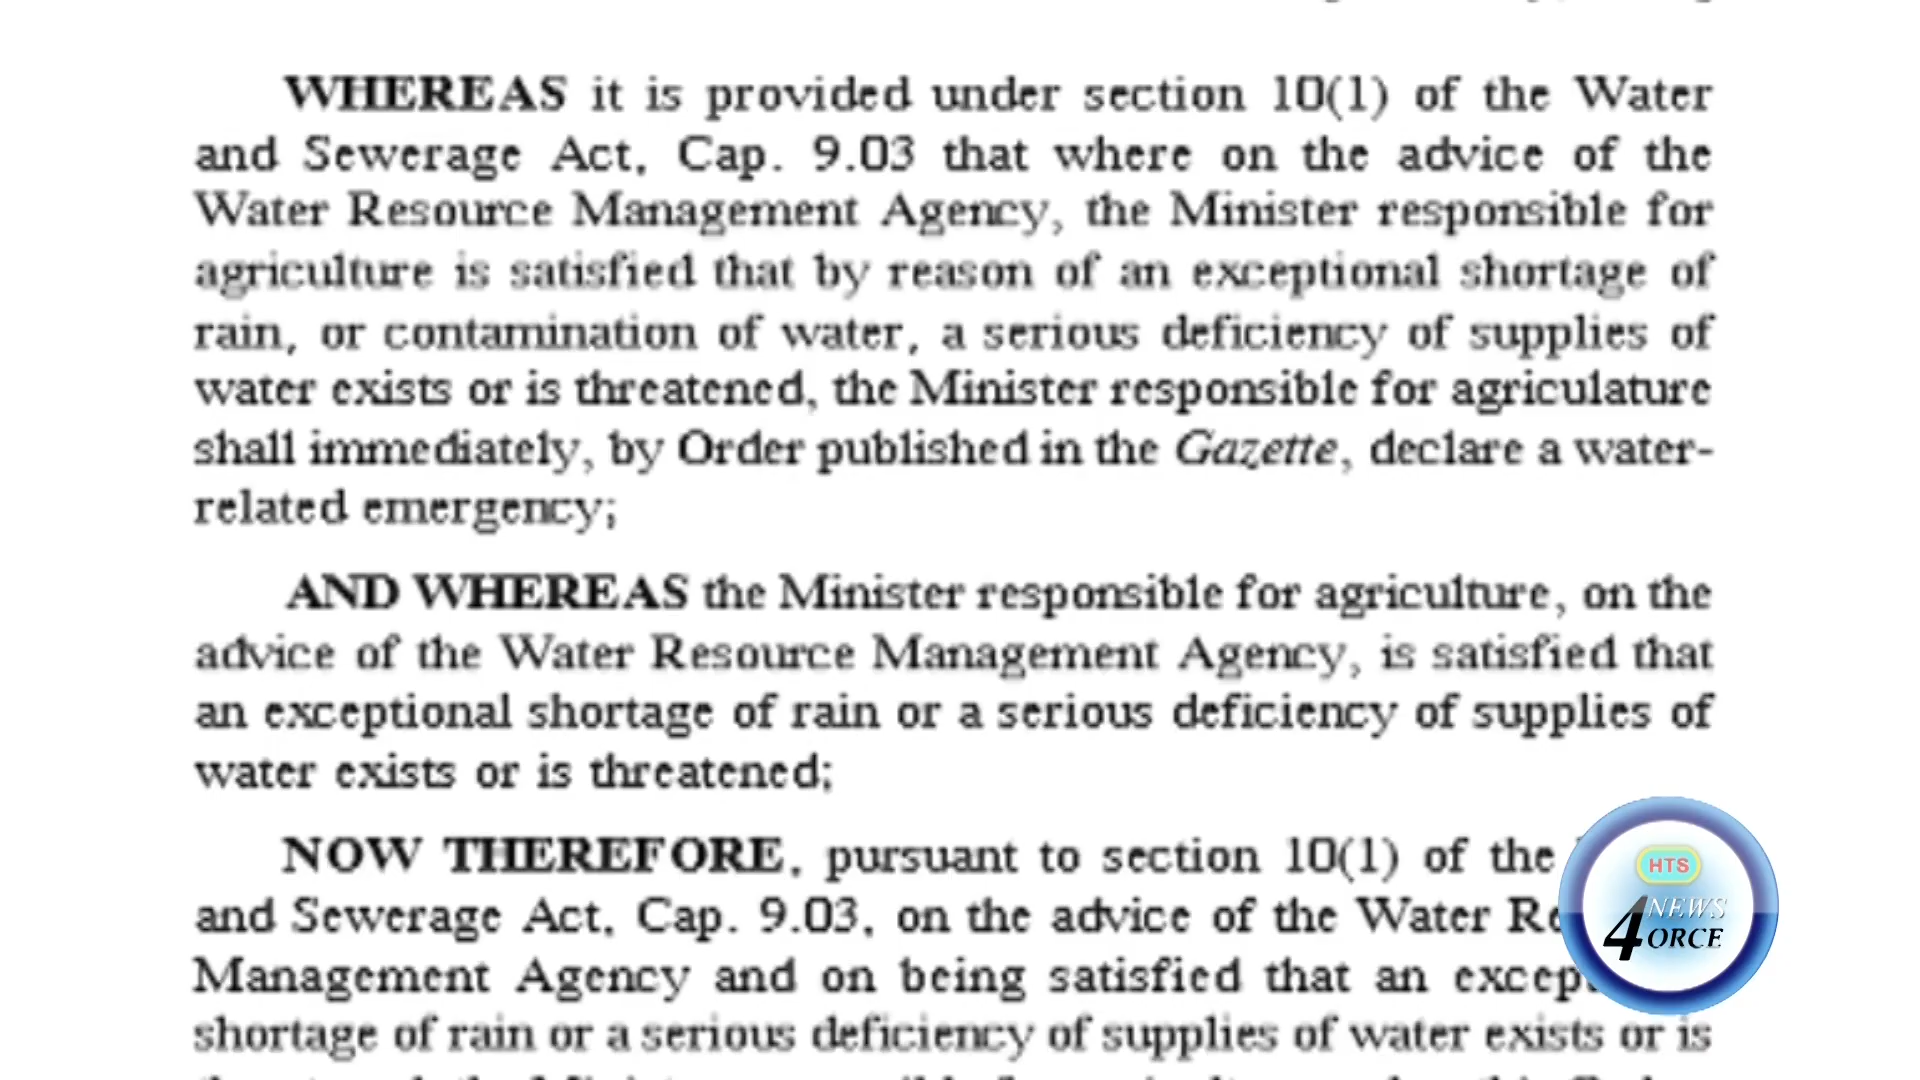 WHEREAS it is provided under section 10(1) of the Water
and Sewerage Act, Cap. 9.03 that where on the advice of the
Water Resource Management Agency, the Minister responsible for
agriculture is satisfied that by reason of an exceptional shortage of
rain, or contamination of water, a serious deficiency of supplies of
water exists or is threatened, the Minister responsible for agriculature
shall immediately, by Order published in the Gazette, declare a water-
related emergency;
AND WHEREAS the Minister responsible for agriculture, on the
advice of the Water Resource Management Agency, is satisfied that
an exceptional shortage of rain or a serious deficiency of supplies of
water exists or is threatened;
NOW THEREFORE, pursuant to section 10(1) of the
and Sewerage Act, Cap. 9.03, on the advice of the Water
Management Agency and on being satisfied that an
shortage of rain or a serious deficiency of supplies of water exists or is
HTS
NEWS
4ORCE